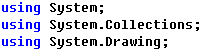 using System;
using System.Collections;
using System.Drawing;